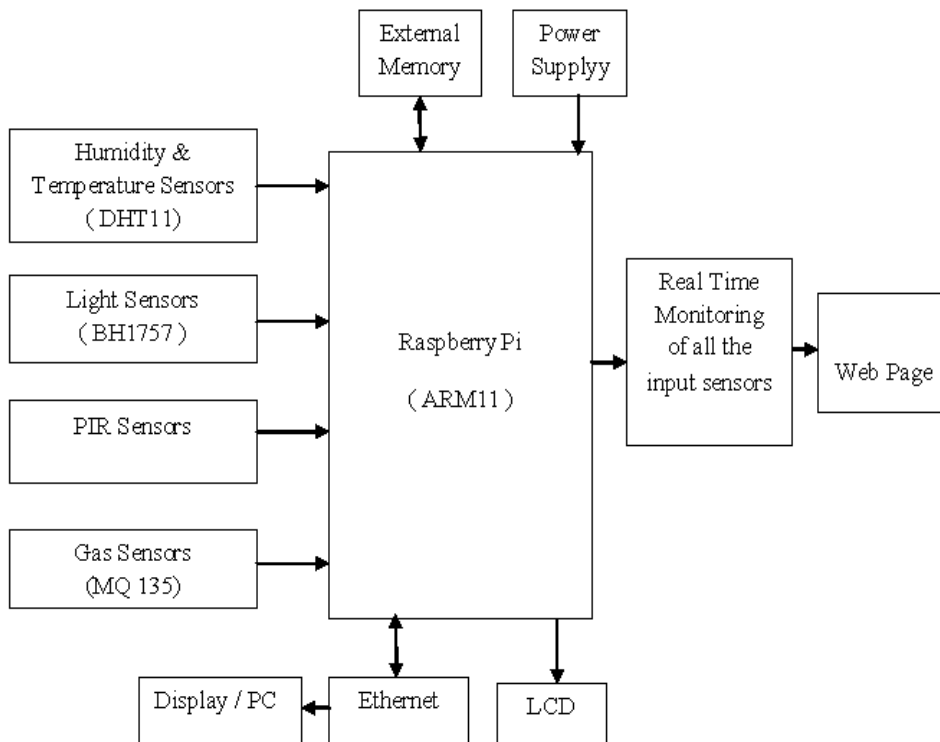 External
Memory
Power
Supplyy
Humidity &
Temperature Sensors
( DHT11)
Light Sensors
( BH1757 )
PIR Sensors
Gas Sensors
(MQ 135)
Raspberry Pi
( ARM11 )
Real Time
Monitoring
of all the
input sensors
Web Page
Display / PC
Ethernet
LCD